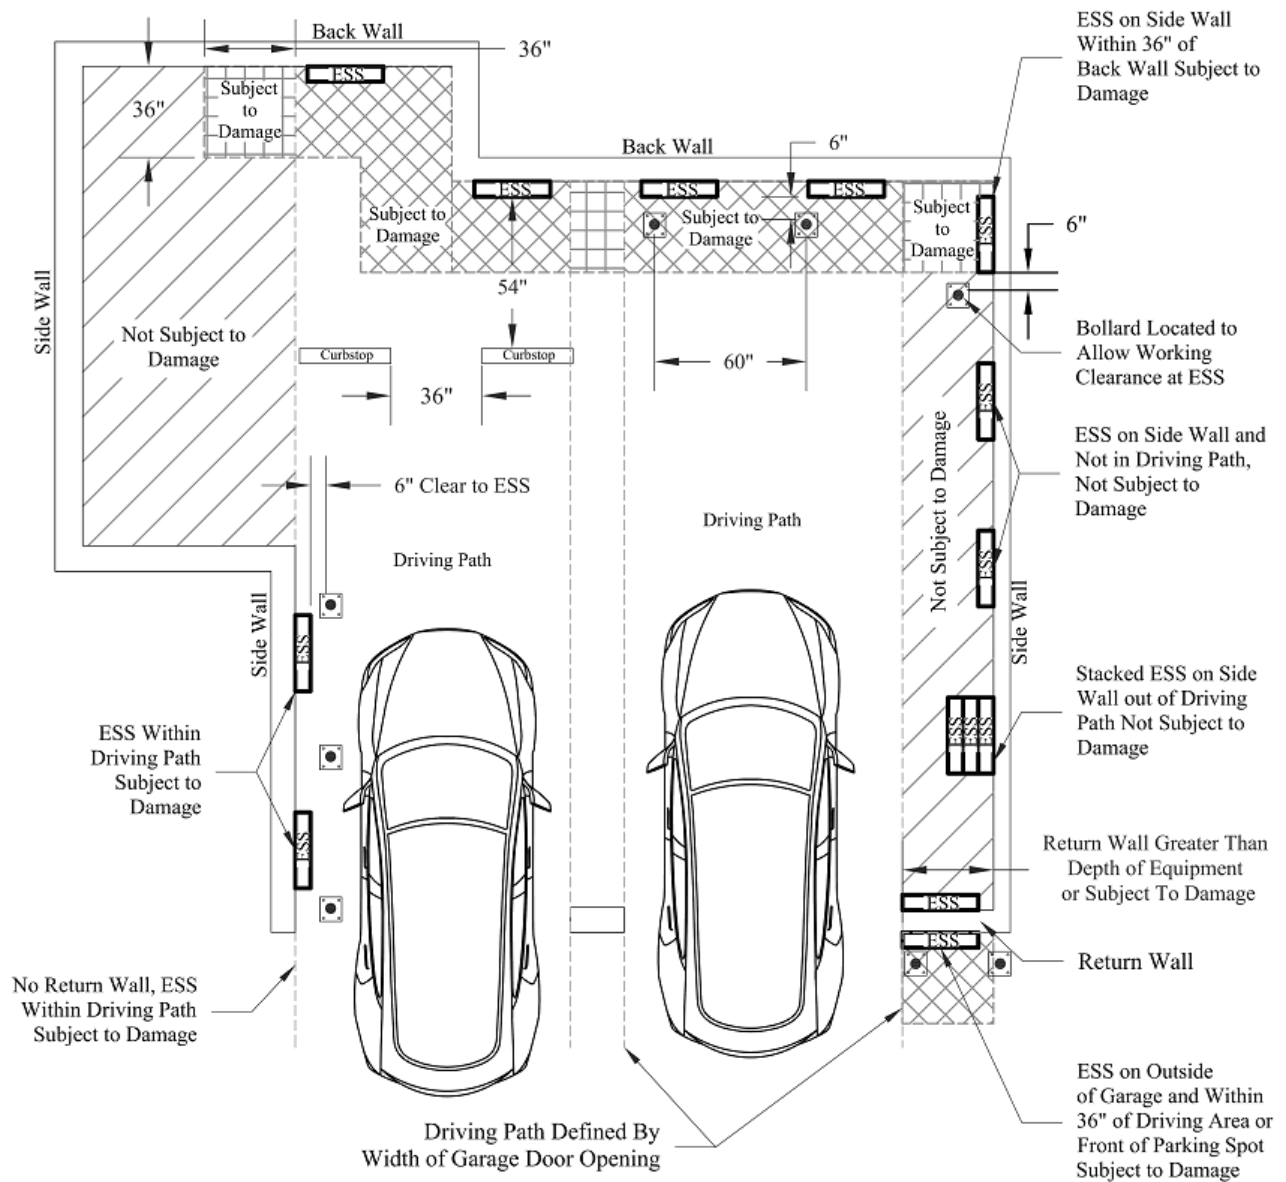 Back Wall
36"
ESS on Side Wall
Within 36" of
Back Wall Subject to
Damage
ESS
36"
Subject
to
Damage
Back Wall
6"
ESS
ESS
ESS
Subject to
Damage
Subject to
Damage
Subject
to
Damage
ESS
6"
Side Wall
54"
Not Subject to
Damage
Curbstop
Curbstop
36"
60"
Bollard Located to
Allow Working
Clearance at ESS
ESS
ESS on Side Wall and
Not in Driving Path,
Not Subject to
Damage
6" Clear to ESS
Driving Path
Driving Path
Not Subject to Damage
ESS
Side Wall
Side Wall
ESS
Stacked ESS on Side
Wall out of Driving
Path Not Subject to
Damage
ESS
ESS
ESS
ESS Within
Driving Path
Subject to
Damage
ESS
Return Wall Greater Than
Depth of Equipment
or Subject To Damage
ESS
ESS
Return Wall
No Return Wall, ESS
Within Driving Path
Subject to Damage
ESS on Outside
of Garage and Within
36" of Driving Area or
Front of Parking Spot
Subject to Damage
Driving Path Defined By
Width of Garage Door Opening